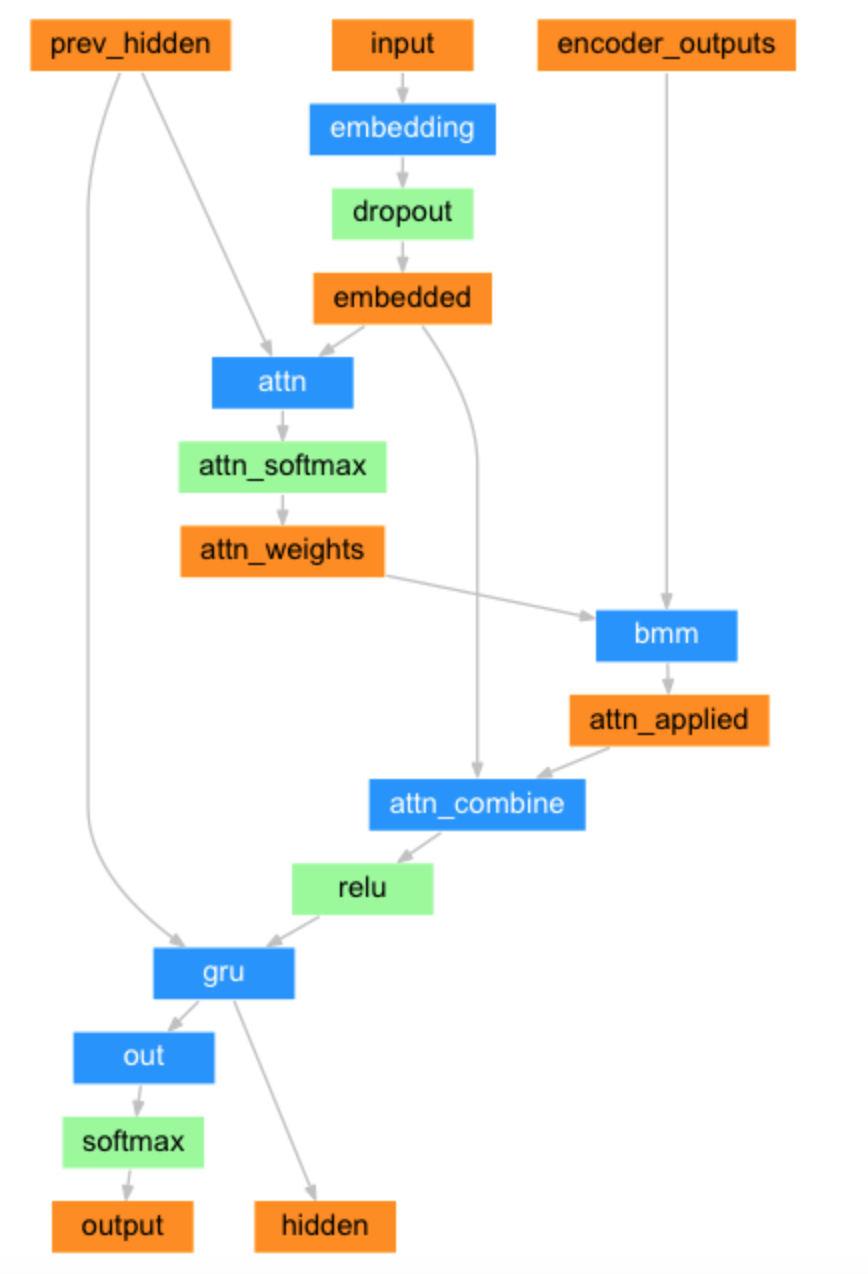 prev_hidden
input
encoder_outputs
embedding
dropout
embedded
attn
attn_softmax
attn_weights
bmm
attn_applied
attn_combine
relu
gru
out
softmax
output
hidden